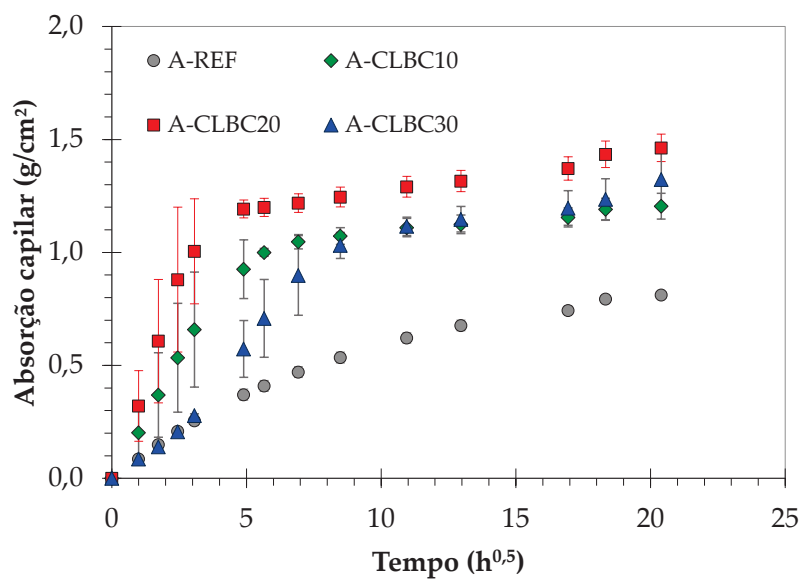 2,0
1,5
1,0
0,5
0,0
Absorção capilar (g/cm²)
A-REF
A-CLBC10
A-CLBC20
A-CLBC30
0
5
10
15
20
25
Tempo (h⁰,⁵)